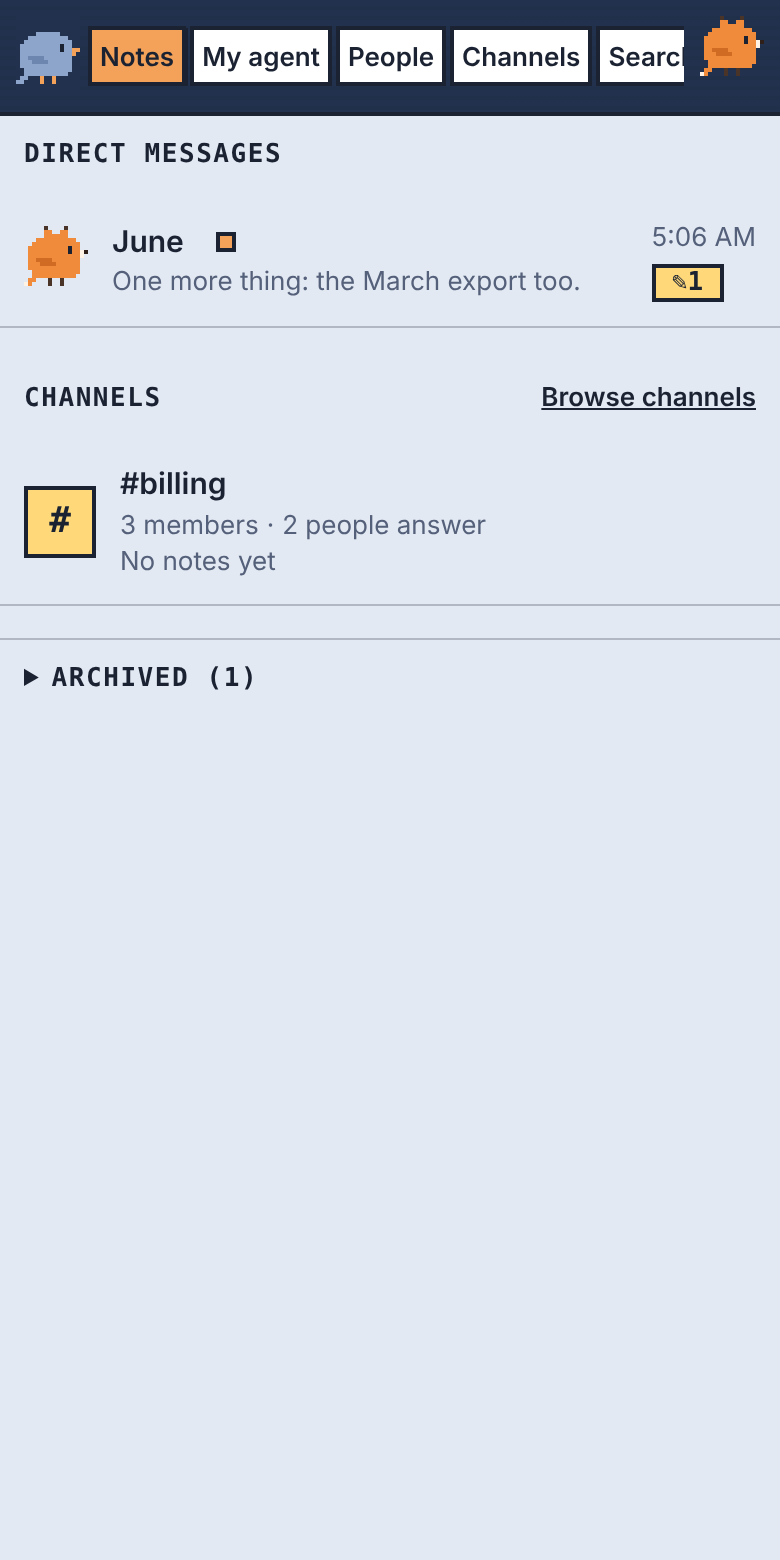 Notes
My agent
People
Channels
Search
DIRECT MESSAGES
June
5:06 AM
One more thing: the March export too.
✎1
CHANNELS
Browse channels
#
#billing
3 members · 2 people answer
No notes yet
ARCHIVED (1)